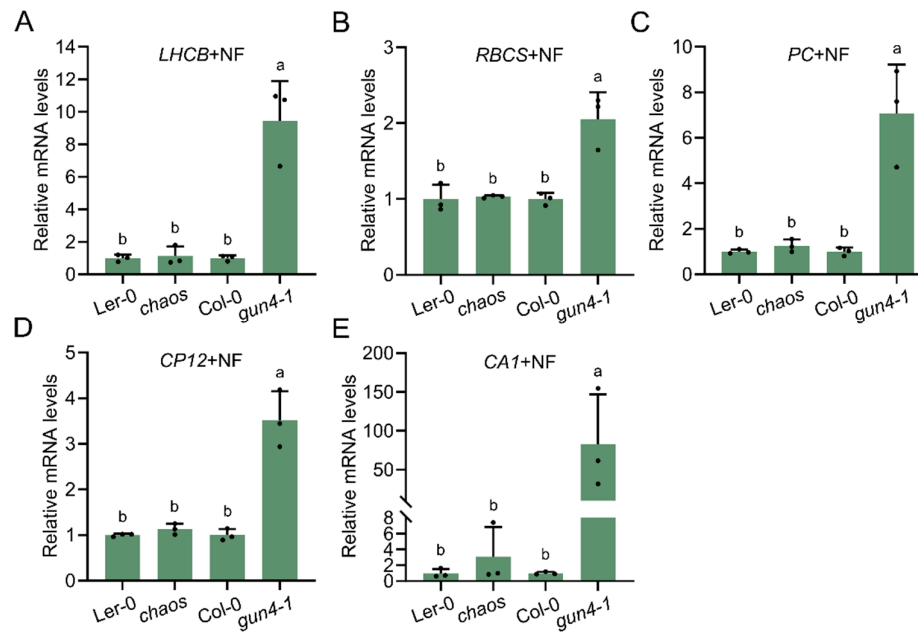 A
LHCB+NF
Relative mRNA levels
14
12
10
8
6
4
2
0
b
b
b
a
Ler-0
chaos
Col-0
gun4-1
B
RBCS+NF
Relative mRNA levels
3
2
1
0
b
b
b
a
Ler-0
chaos
Col-0
gun4-1
C
PC+NF
Relative mRNA levels
10
8
6
4
2
0
b
b
b
a
Ler-0
chaos
Col-0
gun4-1
D
CP12+NF
Relative mRNA levels
5
4
3
2
1
0
b
b
b
a
Ler-0
chaos
Col-0
gun4-1
E
CA1+NF
Relative mRNA levels
200
150
100
50
8
6
4
2
0
b
b
b
a
Ler-0
chaos
Col-0
gun4-1